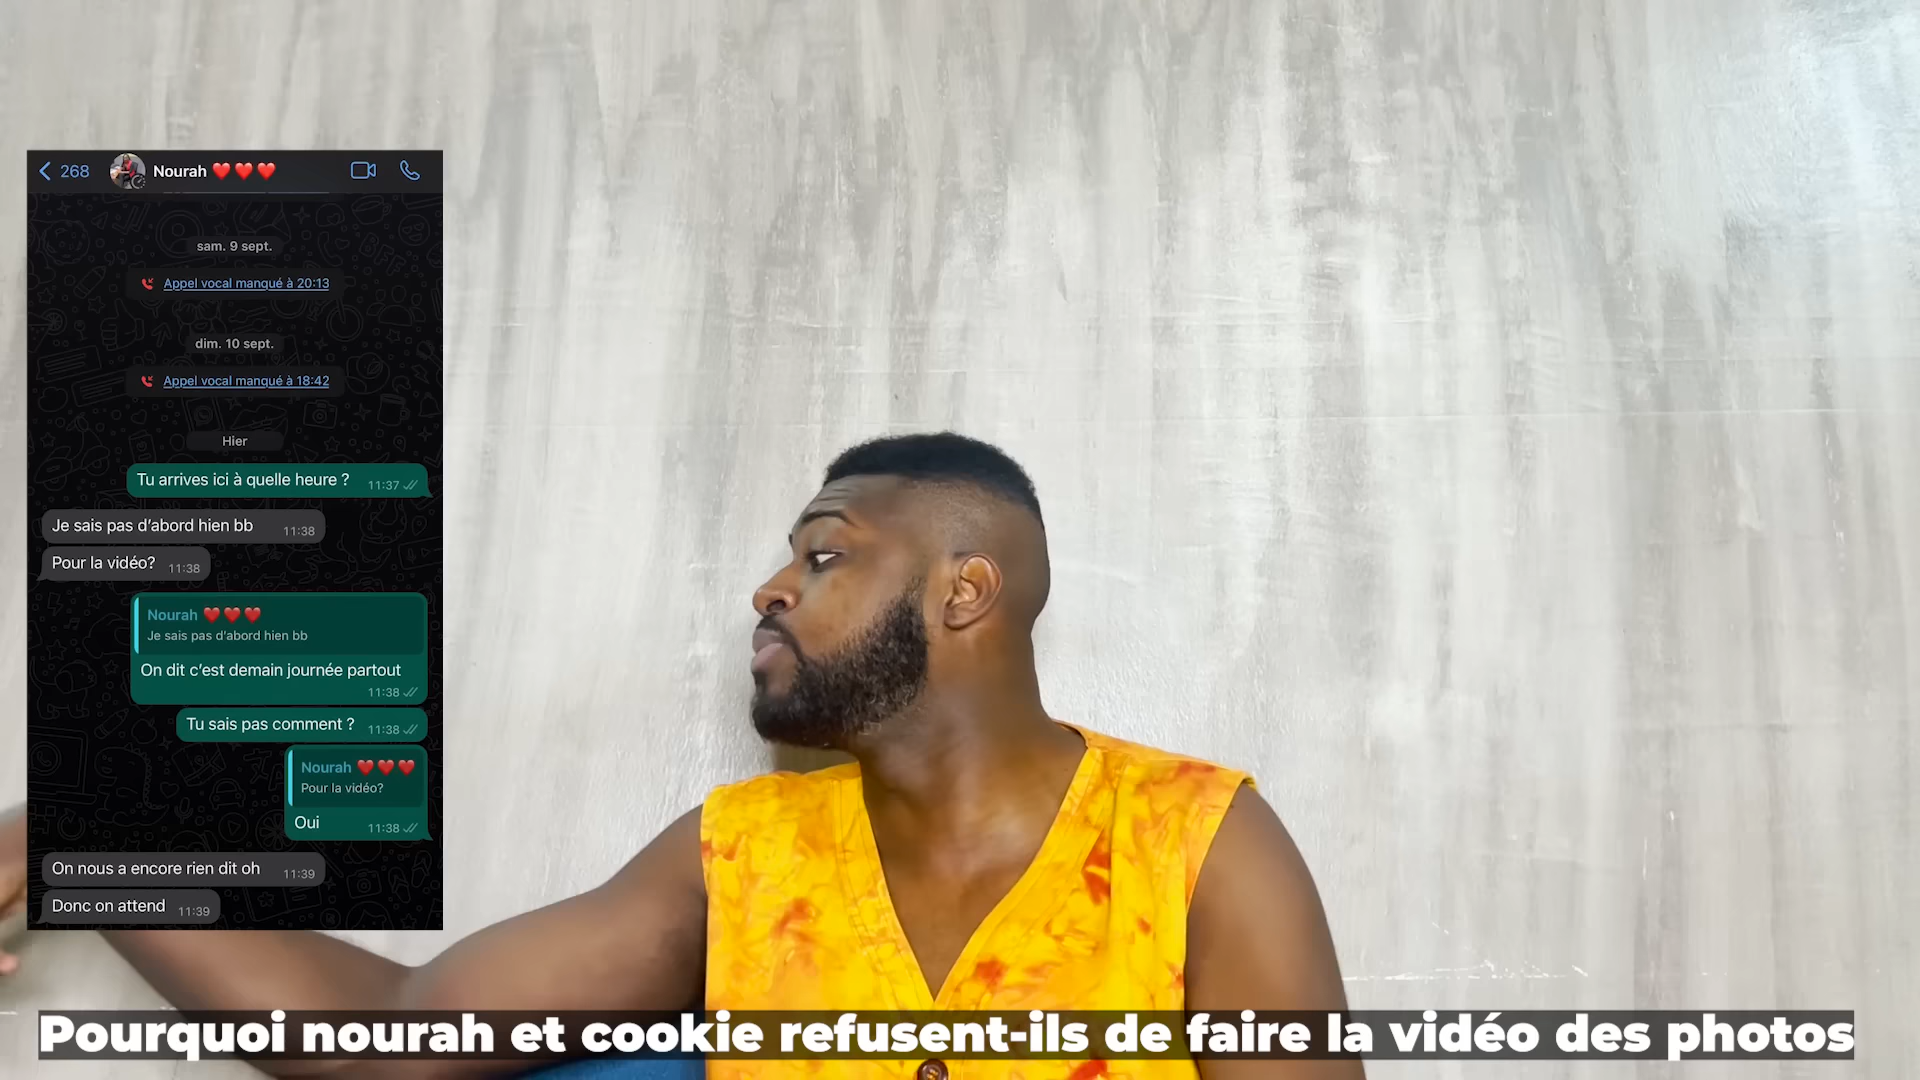 268 Nourah ❤️❤️❤️
sam. 9 sept.
Appel vocal manqué à 20:13
dim. 10 sept.
Appel vocal manqué à 18:42
Hier
Tu arrives ici à quelle heure ? 11:37
Je sais pas d’abord hien bb 11:38
Pour la vidéo? 11:38
Nourah ❤️❤️❤️
Je sais pas d’abord hien bb
On dit c’est demain journée partout
11:38
Tu sais pas comment ? 11:38
Nourah ❤️❤️❤️
Pour la vidéo?
Oui 11:38
On nous a encore rien dit oh 11:39
Donc on attend 11:39
Pourquoi nourah et cookie refusent-ils de faire la vidéo des photos